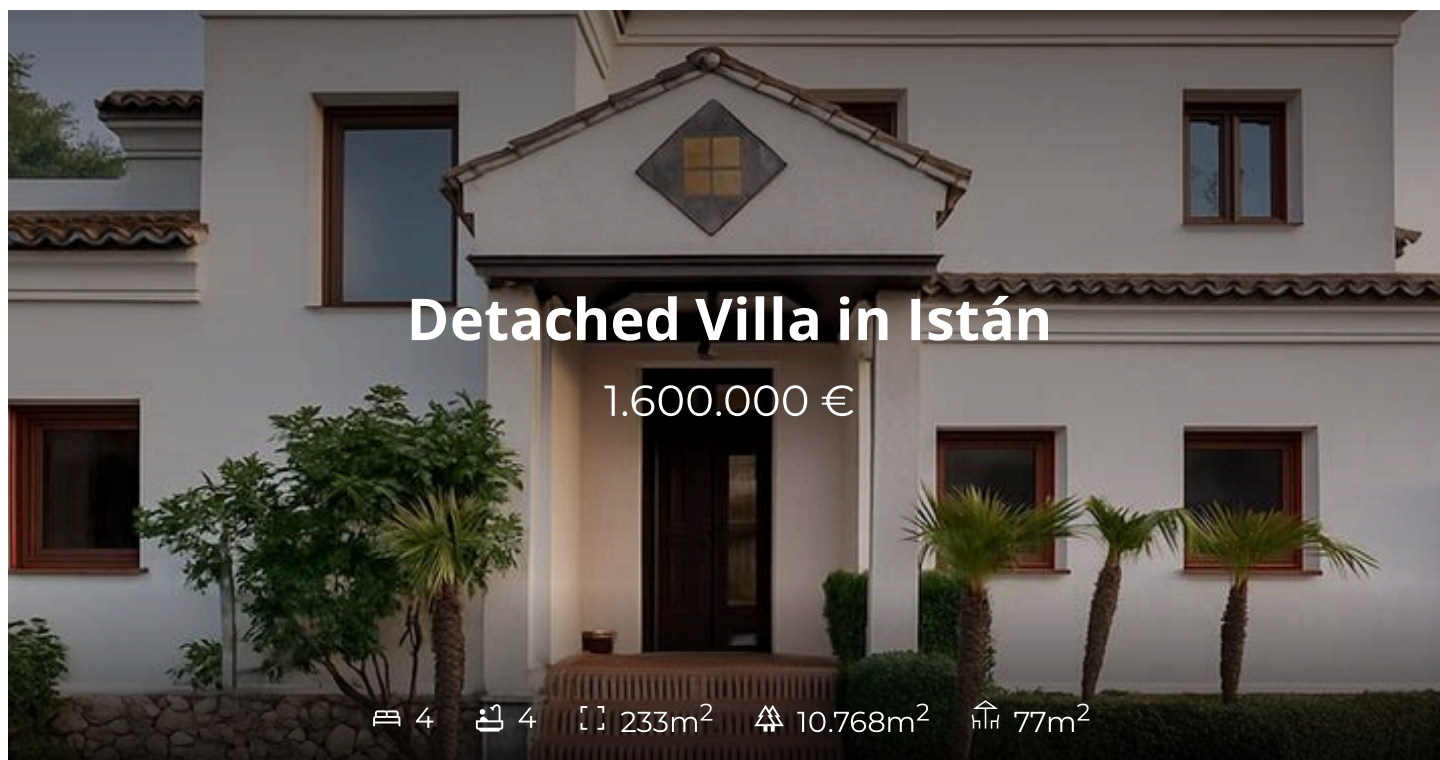 Detached Villa in Istán
1.600.000 €
4 4 233m² 10.768m² 77m²